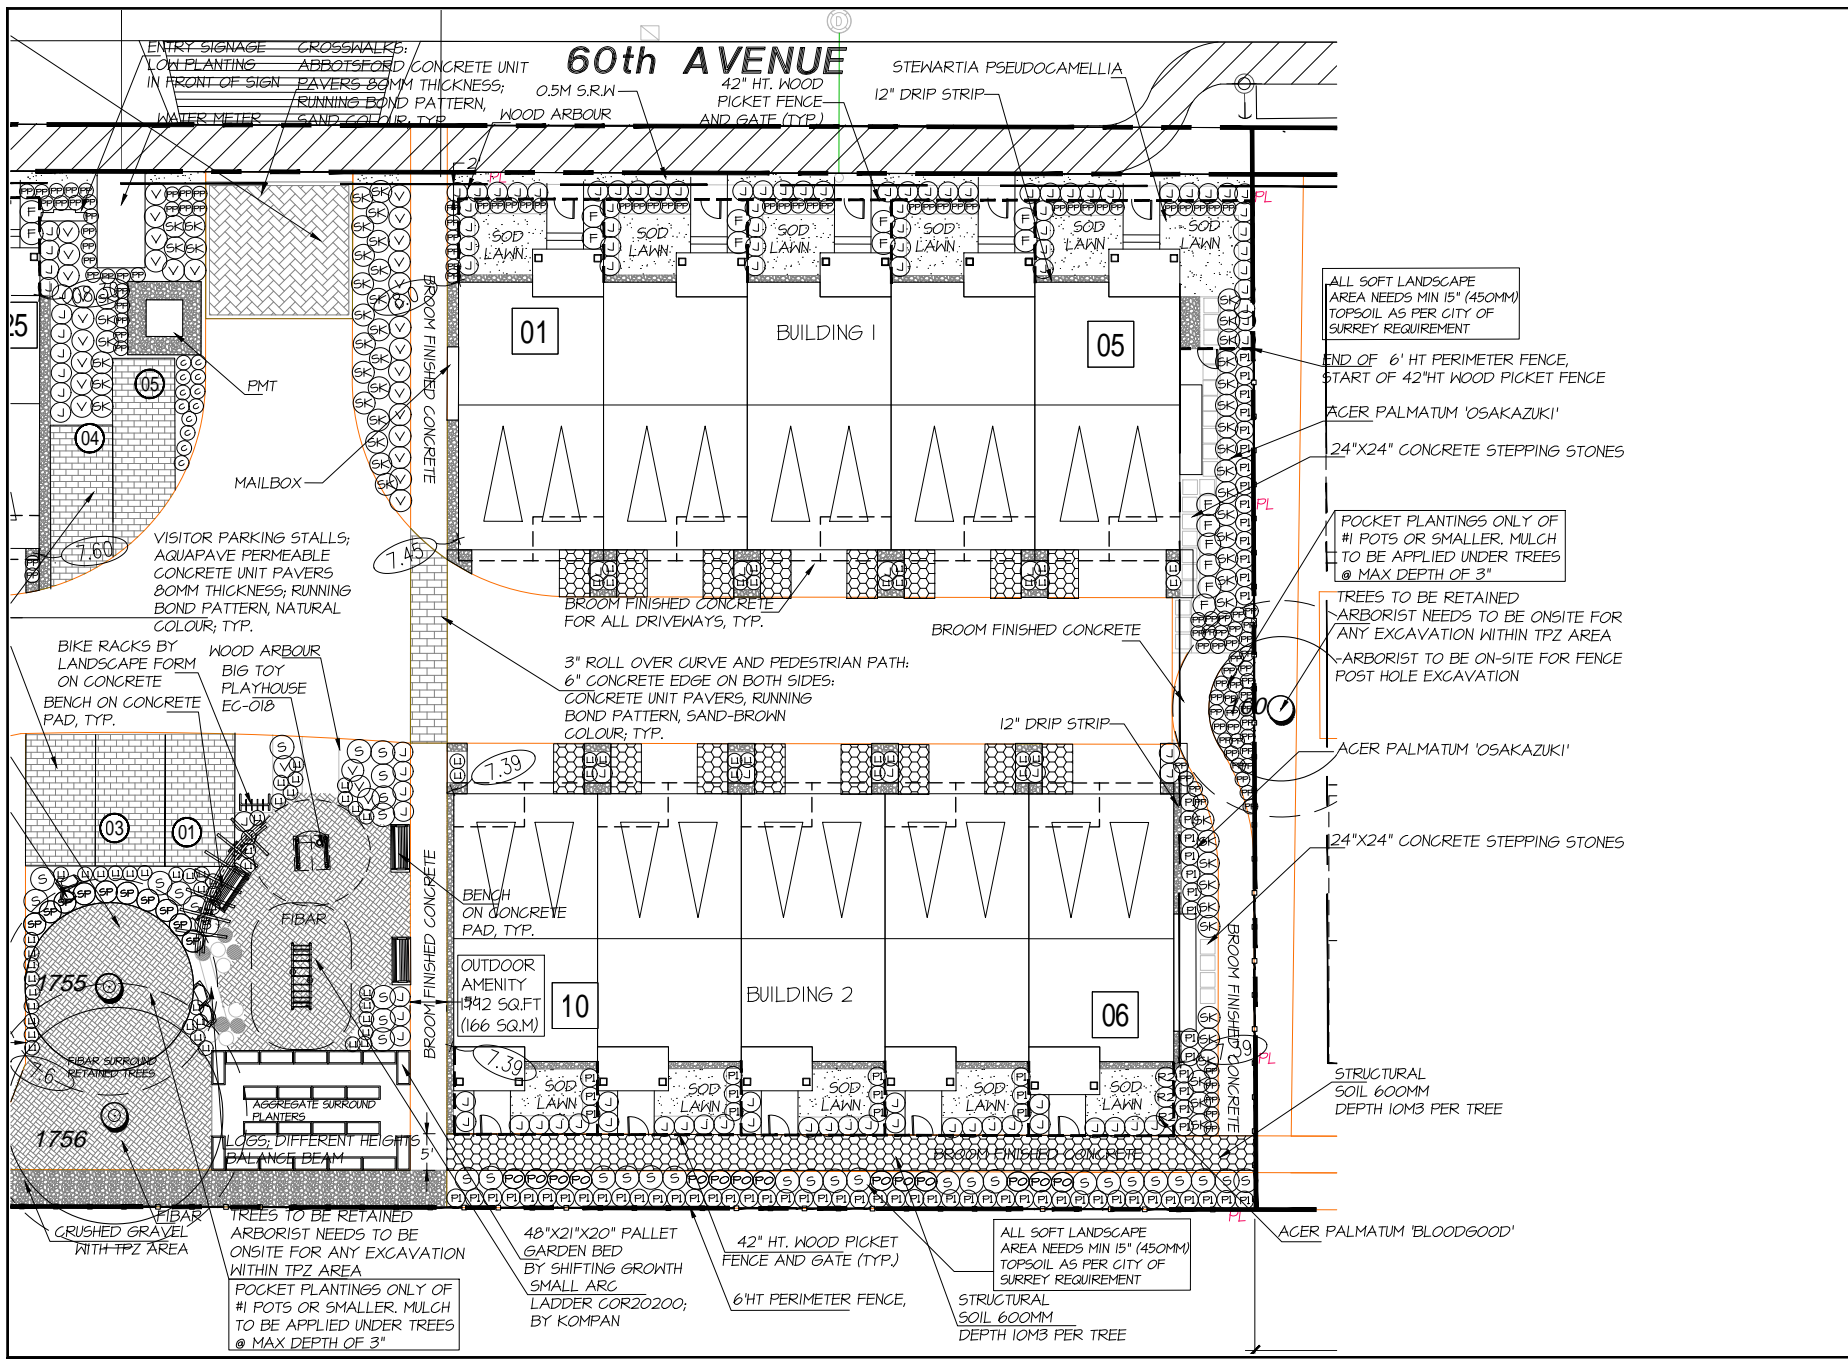 60th AVENUE
D
ENTRY SIGNAGE
LOW PLANTING
IN FRONT OF SIGN
WATER METER
CROSSWALKS:
ABBOTSFORD CONCRETE UNIT
PAVERS 80MM THICKNESS;
RUNNING BOND PATTERN,
SAND COLOUR; TYP.
0.5M S.R.W
WOOD ARBOUR
42" HT. WOOD
PICKET FENCE
AND GATE (TYP.)
STEWARTIA PSEUDOCAMELLIA
12" DRIP STRIP
2'
PL
PL
SOD
LAWN
SOD
LAWN
SOD
LAWN
SOD
LAWN
SOD
LAWN
SOD
LAWN
BROOM FINISHED CONCRETE
25
01
BUILDING 1
05
ALL SOFT LANDSCAPE
AREA NEEDS MIN 15" (450MM)
TOPSOIL AS PER CITY OF
SURREY REQUIREMENT
END OF 6' HT PERIMETER FENCE,
START OF 42"HT WOOD PICKET FENCE
ACER PALMATUM 'OSAKAZUKI'
24"X24" CONCRETE STEPPING STONES
PL
PMT
05
04
MAILBOX
7.60
7.45
VISITOR PARKING STALLS;
AQUAPAVE PERMEABLE
CONCRETE UNIT PAVERS
80MM THICKNESS; RUNNING
BOND PATTERN, NATURAL
COLOUR; TYP.
POCKET PLANTINGS ONLY OF
#1 POTS OR SMALLER. MULCH
TO BE APPLIED UNDER TREES
@ MAX DEPTH OF 3"
TREES TO BE RETAINED
ARBORIST NEEDS TO BE ONSITE FOR
ANY EXCAVATION WITHIN TPZ AREA
-ARBORIST TO BE ON-SITE FOR FENCE
POST HOLE EXCAVATION
BROOM FINISHED CONCRETE
FOR ALL DRIVEWAYS, TYP.
BROOM FINISHED CONCRETE
BIKE RACKS BY
LANDSCAPE FORM
ON CONCRETE
WOOD ARBOUR
BIG TOY
PLAYHOUSE
EC-018
BENCH ON CONCRETE
PAD, TYP.
3" ROLL OVER CURVE AND PEDESTRIAN PATH:
6" CONCRETE EDGE ON BOTH SIDES:
CONCRETE UNIT PAVERS, RUNNING
BOND PATTERN, SAND-BROWN
COLOUR; TYP.
12" DRIP STRIP
ACER PALMATUM 'OSAKAZUKI'
24"X24" CONCRETE STEPPING STONES
7.39
03
01
FIBAR
BENCH
ON CONCRETE
PAD, TYP.
BROOM FINISHED CONCRETE
OUTDOOR
AMENITY
1792 SQ.FT
(166 SQ.M)
5'
10
BUILDING 2
06
BROOM FINISHED CONCRETE
1755
FIBAR SURROUND
RETAINED TREES
1756
7.39
PL
SOD
LAWN
SOD
LAWN
SOD
LAWN
SOD
LAWN
SOD
LAWN
AGGREGATE SURROUND
PLANTERS
LOGS; DIFFERENT HEIGHTS
BALANCE BEAM
5'
BROOM FINISHED CONCRETE
STRUCTURAL
SOIL 600MM
DEPTH 10M3 PER TREE
PL
ACER PALMATUM 'BLOODGOOD'
FIBAR
CRUSHED GRAVEL
WITH TPZ AREA
TREES TO BE RETAINED
ARBORIST NEEDS TO BE
ONSITE FOR ANY EXCAVATION
WITHIN TPZ AREA
POCKET PLANTINGS ONLY OF
#1 POTS OR SMALLER. MULCH
TO BE APPLIED UNDER TREES
@ MAX DEPTH OF 3"
48"X21"X20" PALLET
GARDEN BED
BY SHIFTING GROWTH
SMALL ARC
LADDER COR20200;
BY KOMPAN
42" HT. WOOD PICKET
FENCE AND GATE (TYP.)
6'HT PERIMETER FENCE,
ALL SOFT LANDSCAPE
AREA NEEDS MIN 15" (450MM)
TOPSOIL AS PER CITY OF
SURREY REQUIREMENT
STRUCTURAL
SOIL 600MM
DEPTH 10M3 PER TREE